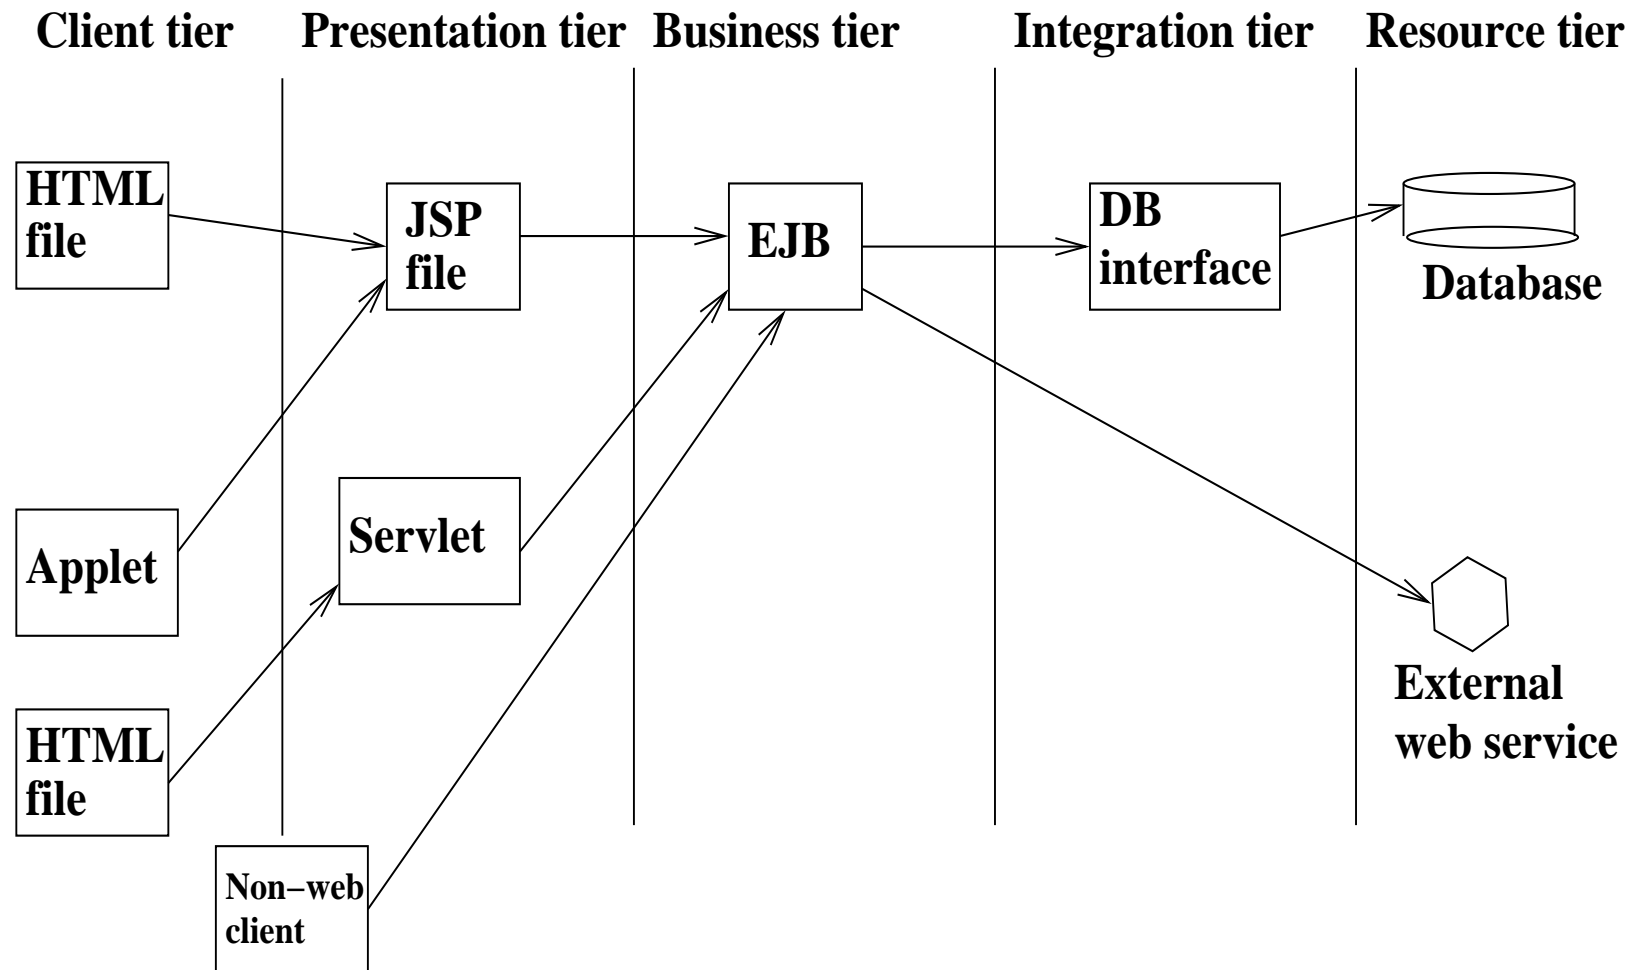 Client tier
Presentation tier
Business tier
Integration tier
Resource tier
HTML
file
JSP
file
EJB
DB
interface
Database
Applet
Servlet
External
web service
HTML
file
Non-web
client